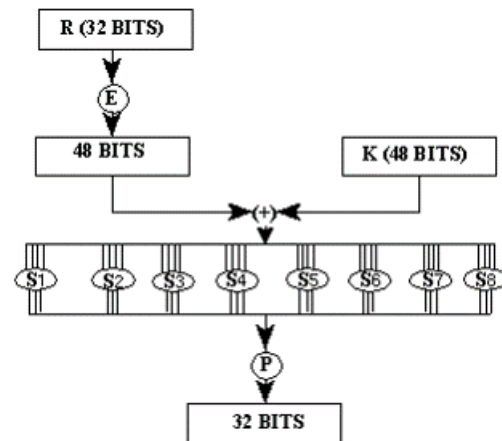 R (32 BITS)
E
48 BITS
K (48 BITS)
(+)
S1 S2 S3 S4 S5 S6 S7 S8
P
32 BITS